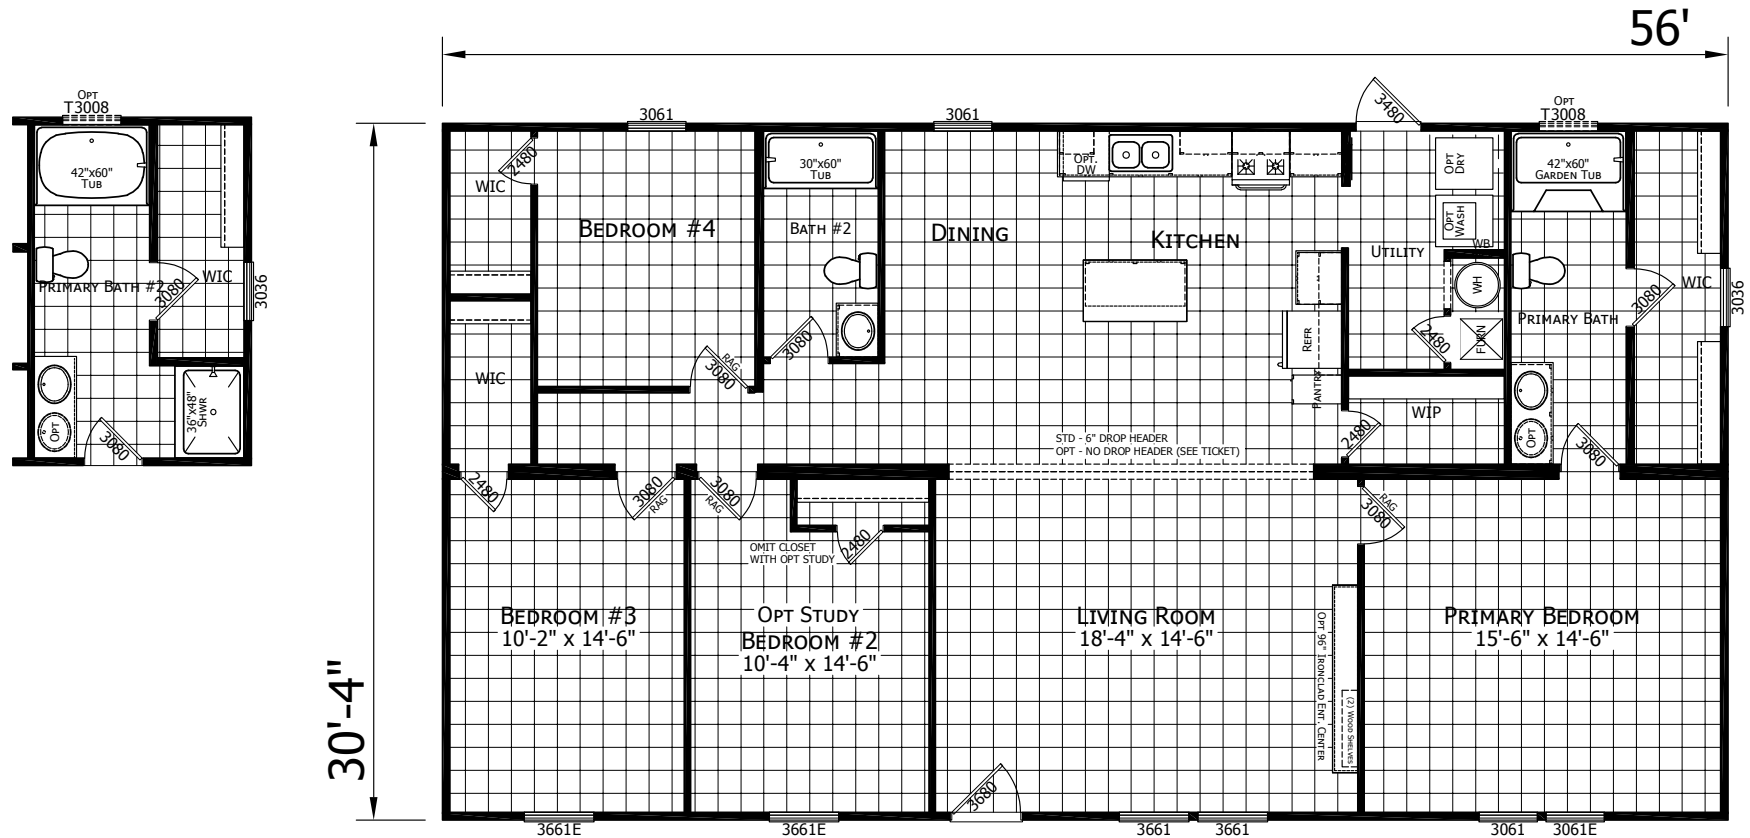 56'
30'-4"
OPT
T3008
42"x60"
TUB
PRIMARY BATH #2
WIC
3080
3036
OPT
36"x48"
SHWR
3080
3061
3061
3480
OPT
T3008
WIC
2480
BEDROOM #4
30"x60"
TUB
BATH #2
3080
RAG
3080
WIC
DINING
KITCHEN
OPT.
DW
REFR
PANTRY
UTILITY
OPT
DRY
OPT
WASH
WB
WH
FURN
2480
WIP
2480
42"x60"
GARDEN TUB
PRIMARY BATH
OPT
3080
WIC
3080
3036
STD - 6" DROP HEADER
OPT - NO DROP HEADER (SEE TICKET)
2480
3080
RAG
3080
RAG
OMIT CLOSET
WITH OPT STUDY
2480
RAG
3080
BEDROOM #3
10'-2" x 14'-6"
OPT STUDY
BEDROOM #2
10'-4" x 14'-6"
LIVING ROOM
18'-4" x 14'-6"
OPT 96" IRONCLAD ENT. CENTER
(2) WOOD SHELVES
PRIMARY BEDROOM
15'-6" x 14'-6"
3680
3661E
3661E
3661
3661
3061
3061E